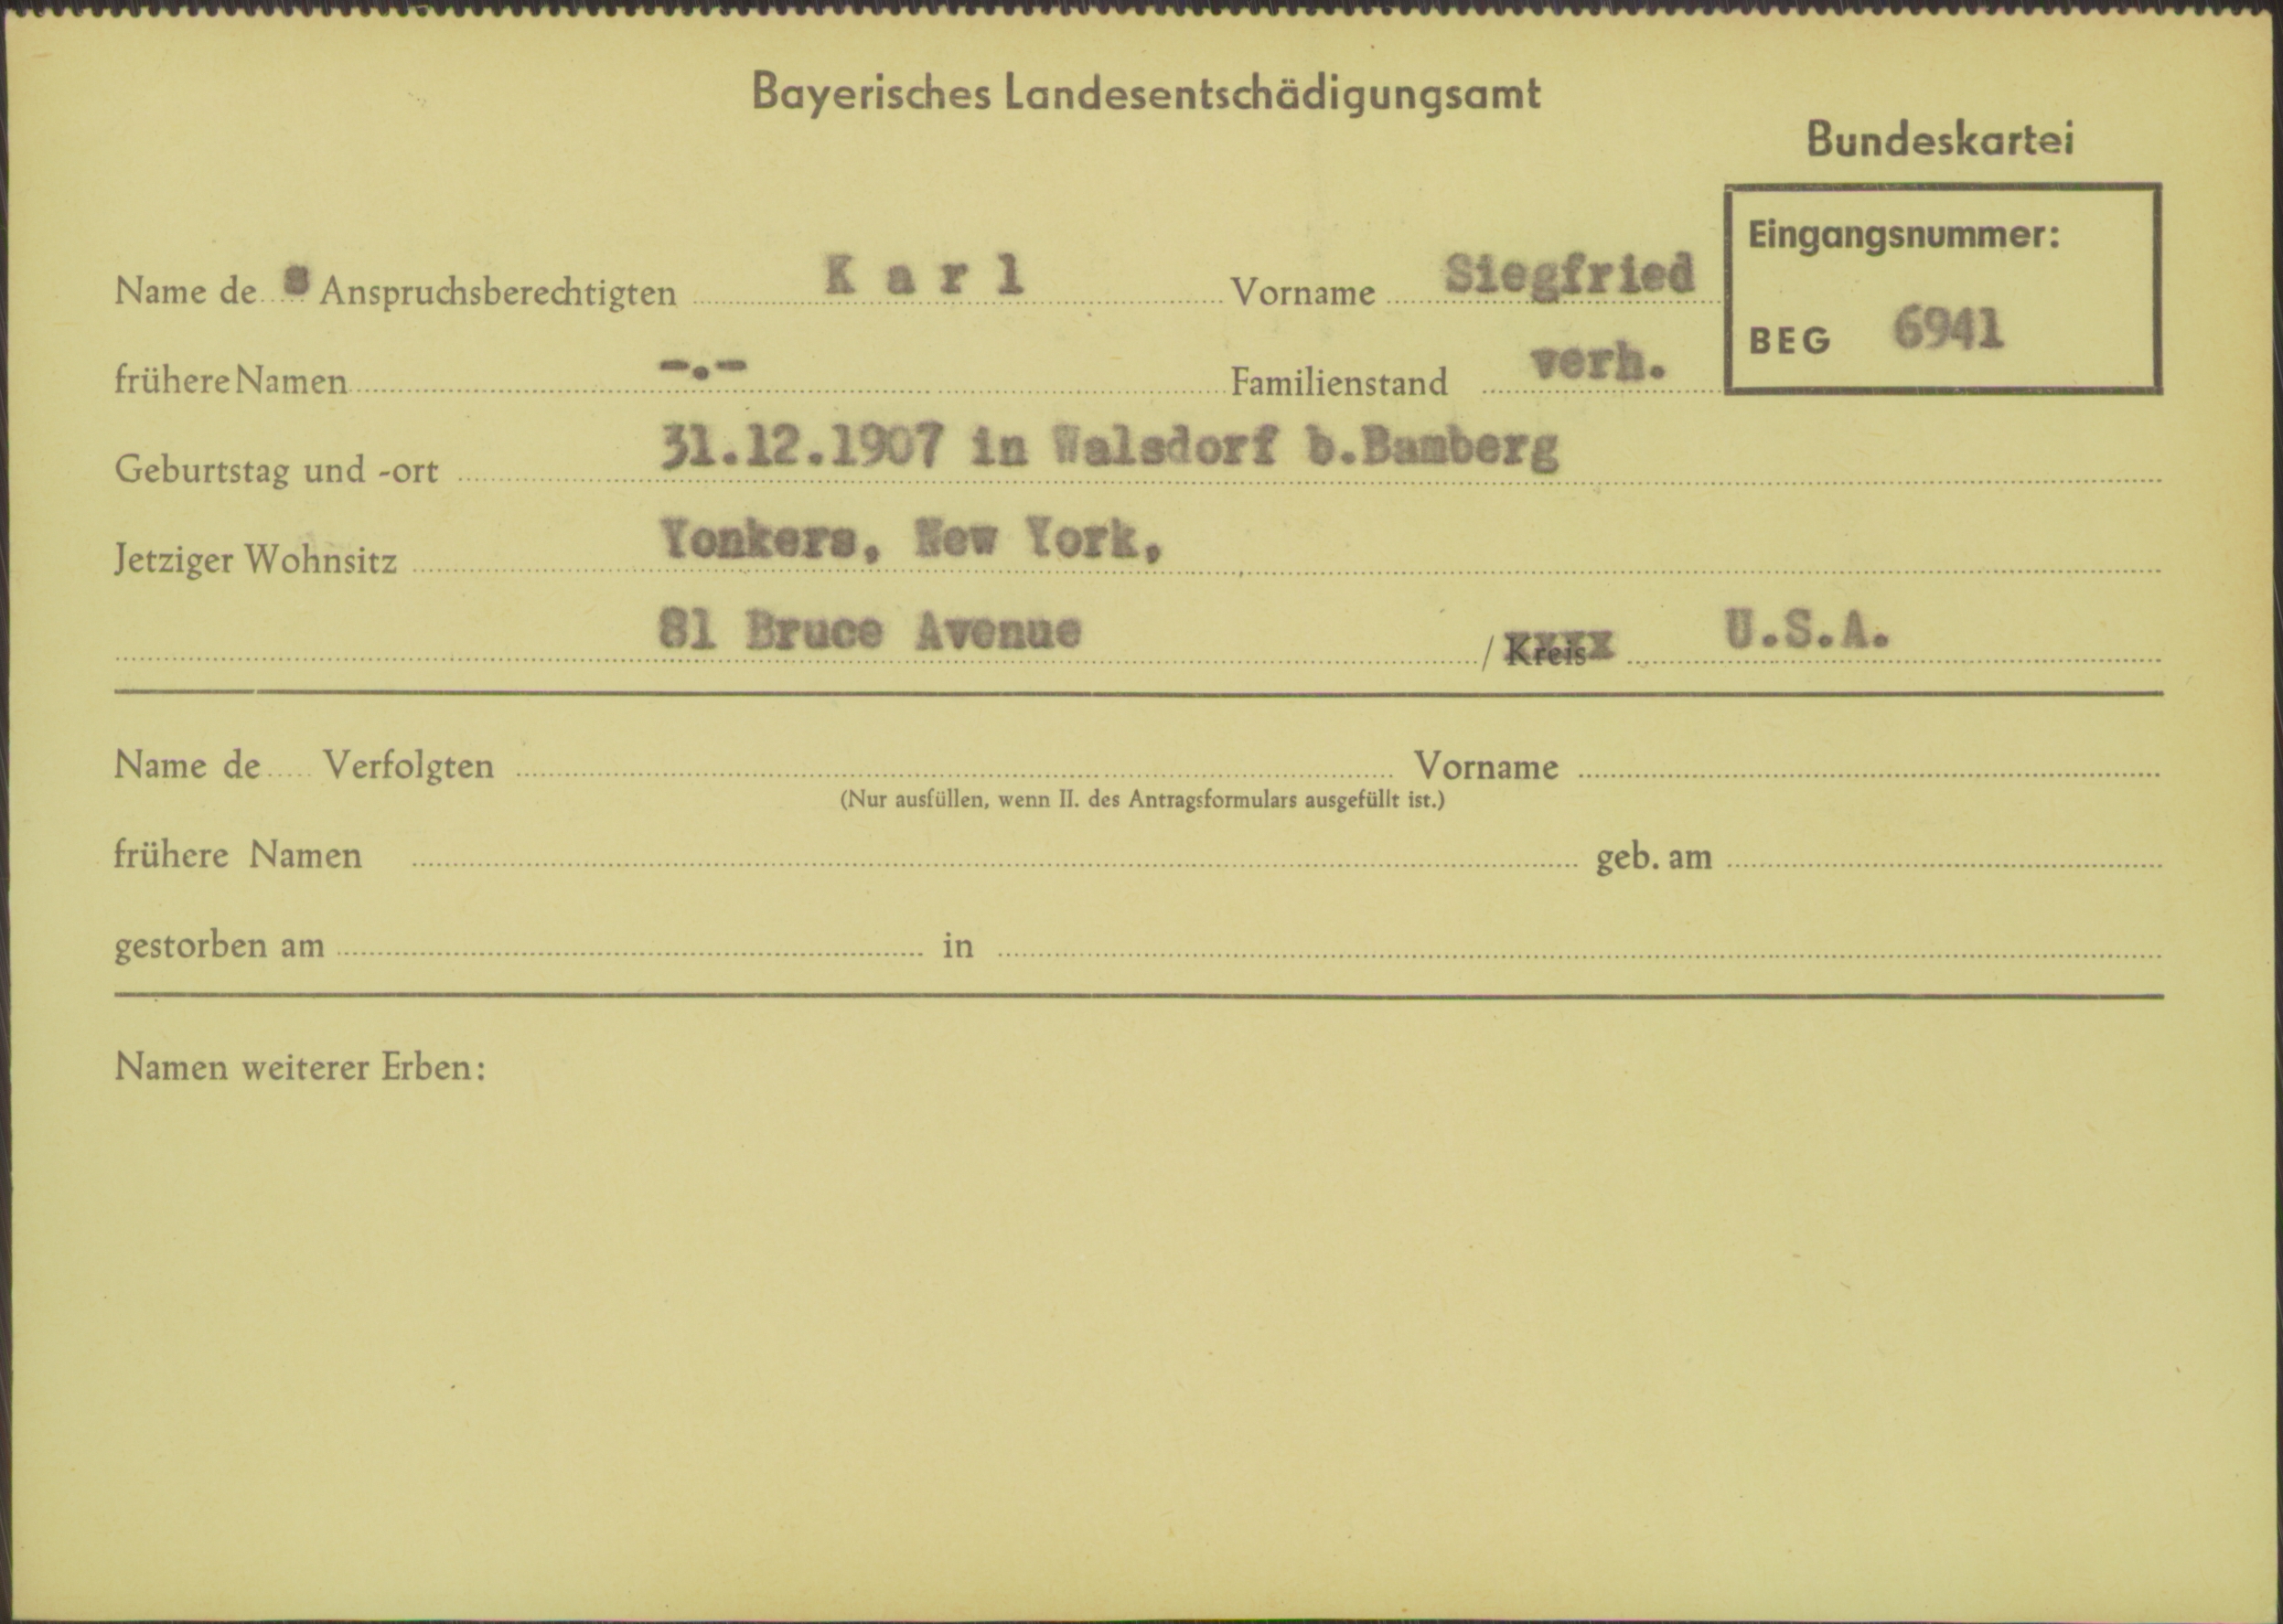 Bayerisches Landesentschädigungsamt
Bundeskartei
Eingangsnummer:
BEG 6941
Name des Anspruchsberechtigten K a r l Vorname Siegfried
frühere Namen -.- Familienstand verh.
Geburtstag und -ort 31.12.1907 in Walsdorf b.Bamberg
Jetziger Wohnsitz Yonkers, New York,
81 Bruce Avenue / Kreis U.S.A.
Name de Verfolgten Vorname
(Nur ausfüllen, wenn II. des Antragsformulars ausgefüllt ist.)
frühere Namen geb. am
gestorben am in
Namen weiterer Erben: